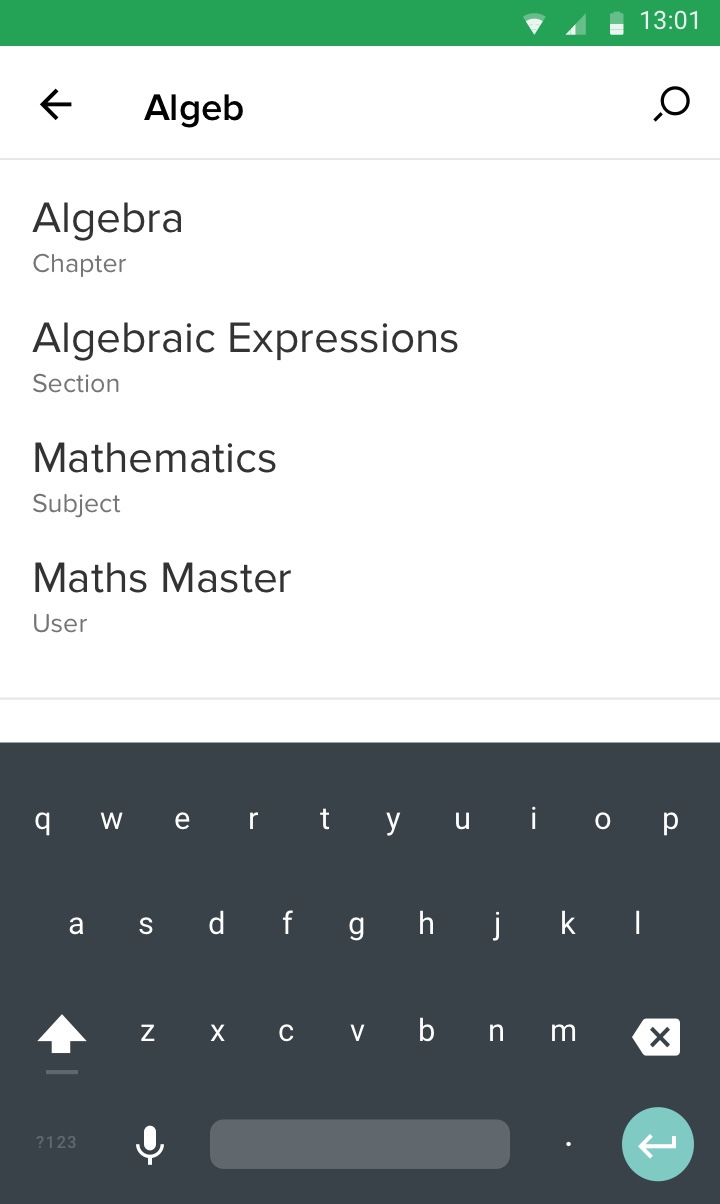 13:01
Algeb
Algebra
Chapter
Algebraic Expressions
Section
Mathematics
Subject
Maths Master
User
q w e r t y u i o p
a s d f g h j k l
z x c v b n m
?123 .